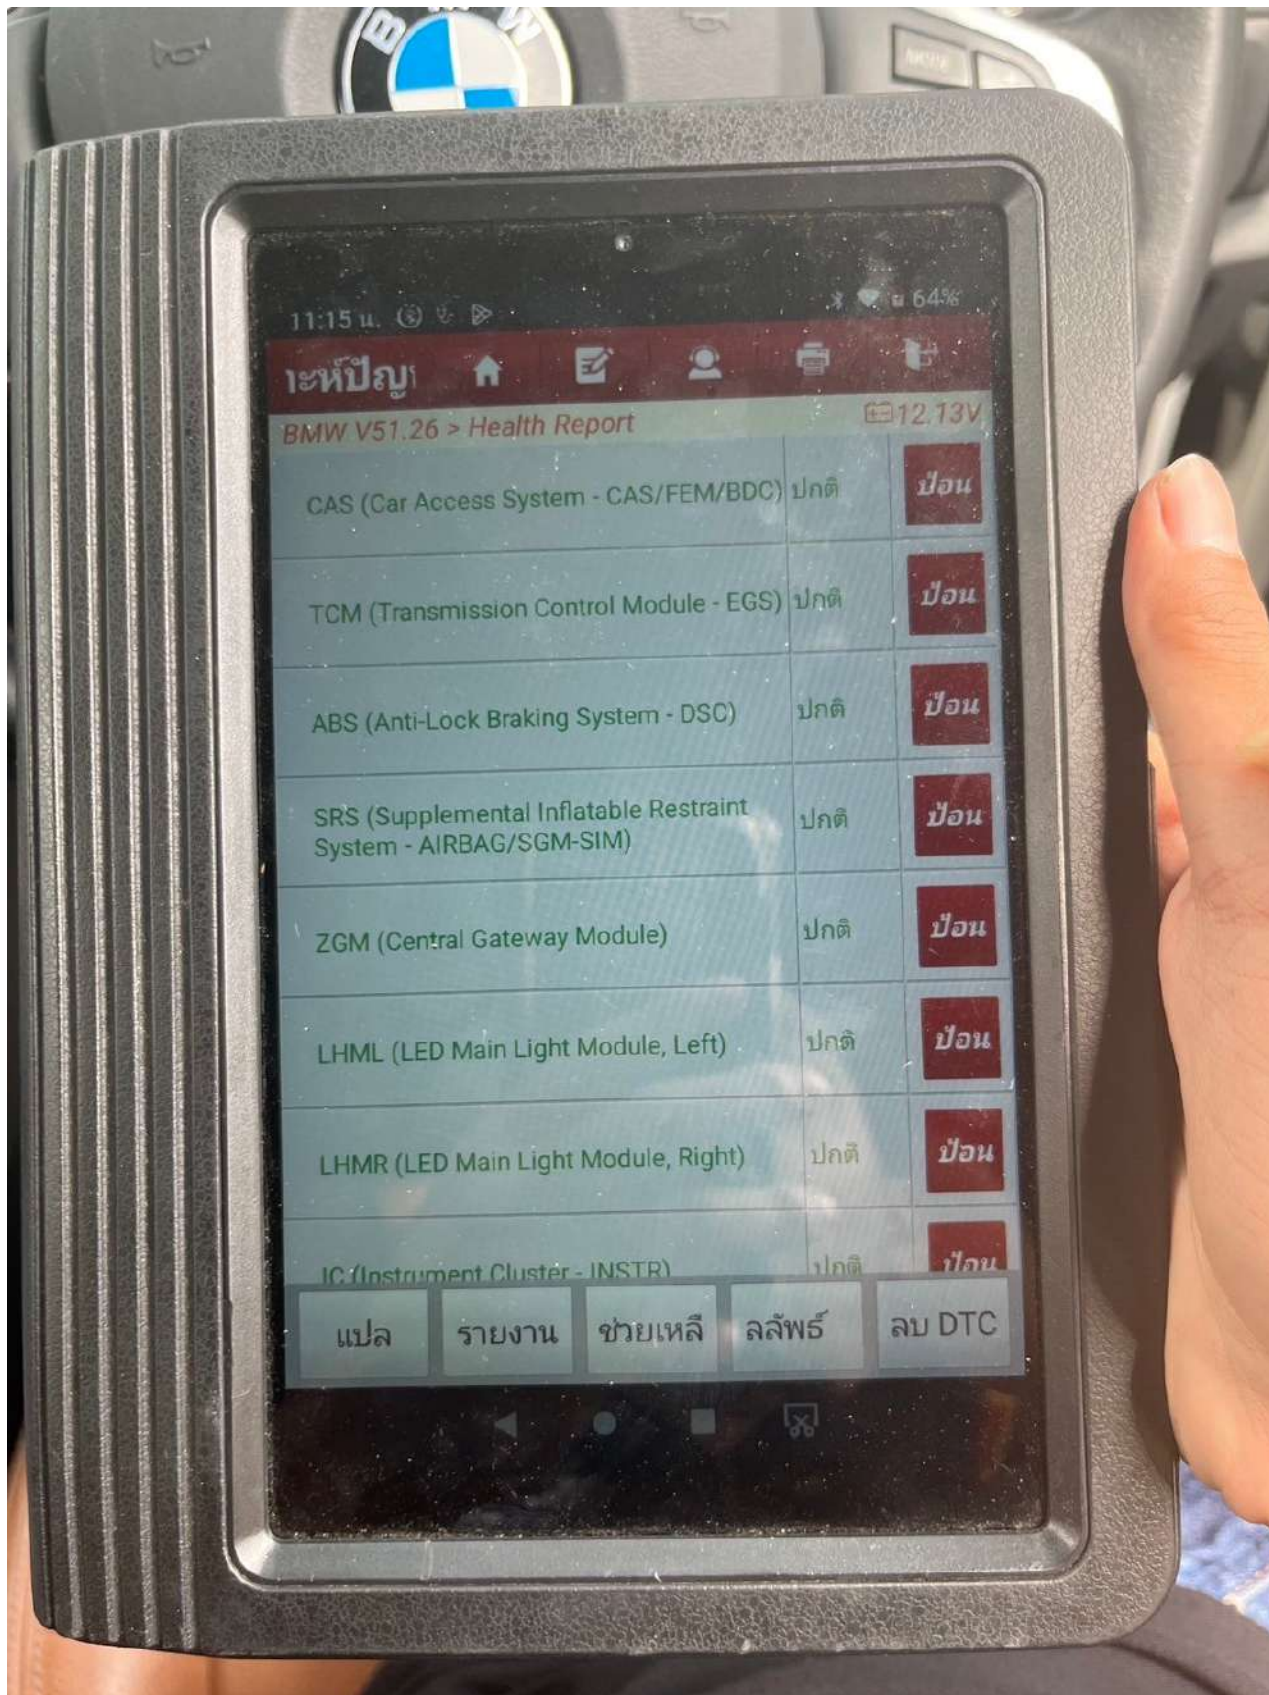 BMW
11:15 น. 64%
าะห์ปัญห
BMW V51.26 > Health Report 12.13V
CAS (Car Access System - CAS/FEM/BDC) ปกติ ป้อน
TCM (Transmission Control Module - EGS) ปกติ ป้อน
ABS (Anti-Lock Braking System - DSC) ปกติ ป้อน
SRS (Supplemental Inflatable Restraint
System - AIRBAG/SGM-SIM) ปกติ ป้อน
ZGM (Central Gateway Module) ปกติ ป้อน
LHML (LED Main Light Module, Left) ปกติ ป้อน
LHMR (LED Main Light Module, Right) ปกติ ป้อน
IC (Instrument Cluster - INSTR) ปกติ ป้อน
แปล รายงาน ช่วยเหลื ลลัพธ์ ลบ DTC